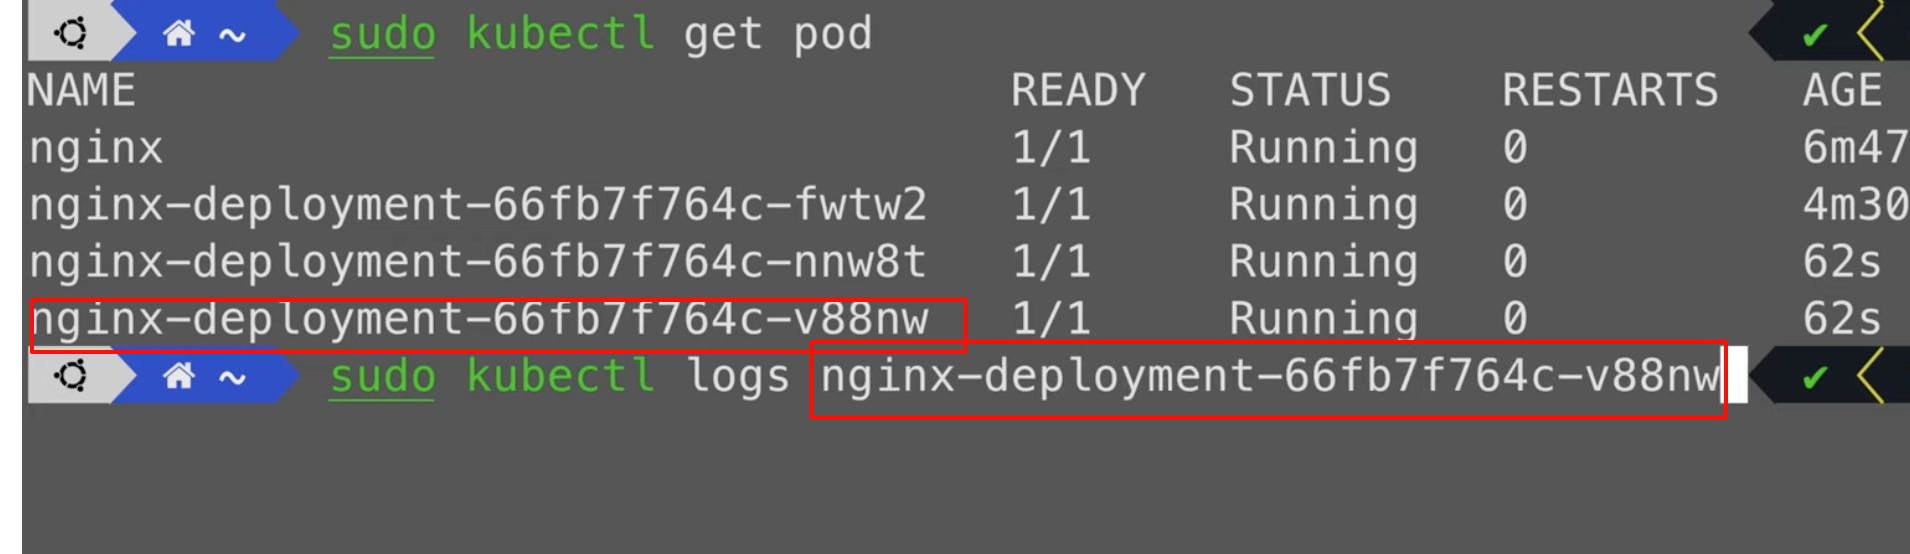 ~ sudo kubectl get pod ✔
NAME READY STATUS RESTARTS AGE
nginx 1/1 Running 0 6m47
nginx-deployment-66fb7f764c-fwtw2 1/1 Running 0 4m30
nginx-deployment-66fb7f764c-nnw8t 1/1 Running 0 62s
nginx-deployment-66fb7f764c-v88nw 1/1 Running 0 62s
~ sudo kubectl logs nginx-deployment-66fb7f764c-v88nw ✔